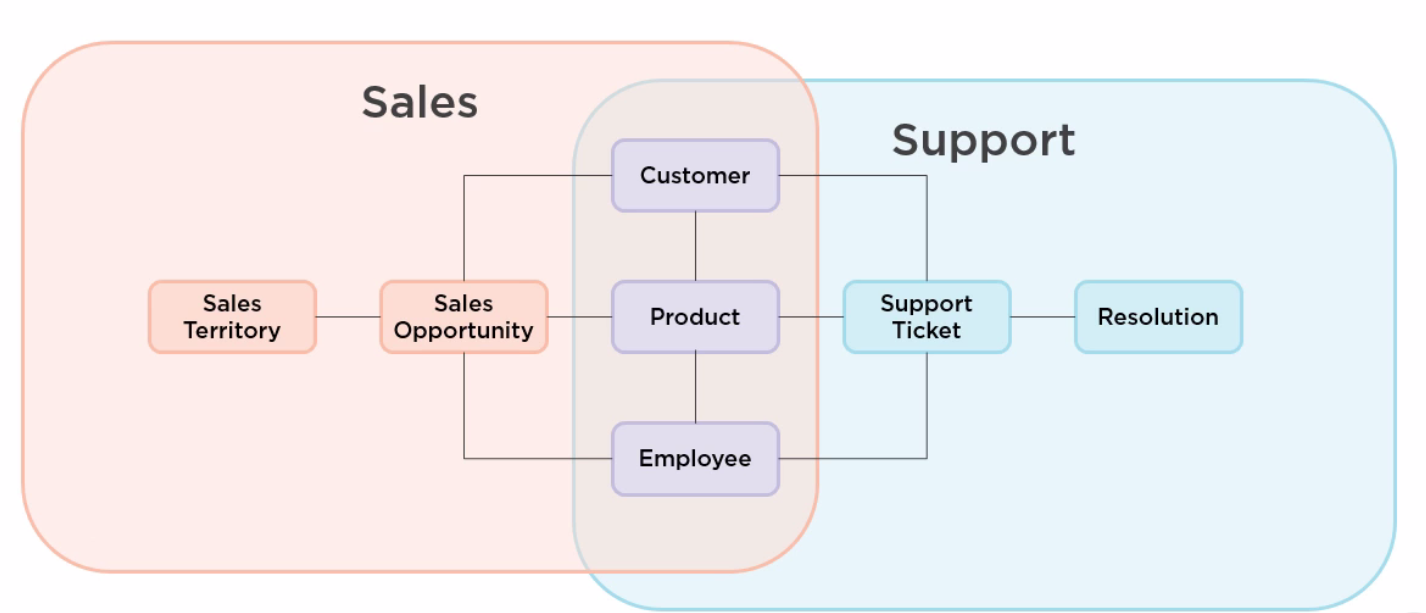 Sales
Support
Customer
Sales
Territory
Sales
Opportunity
Product
Support
Ticket
Resolution
Employee